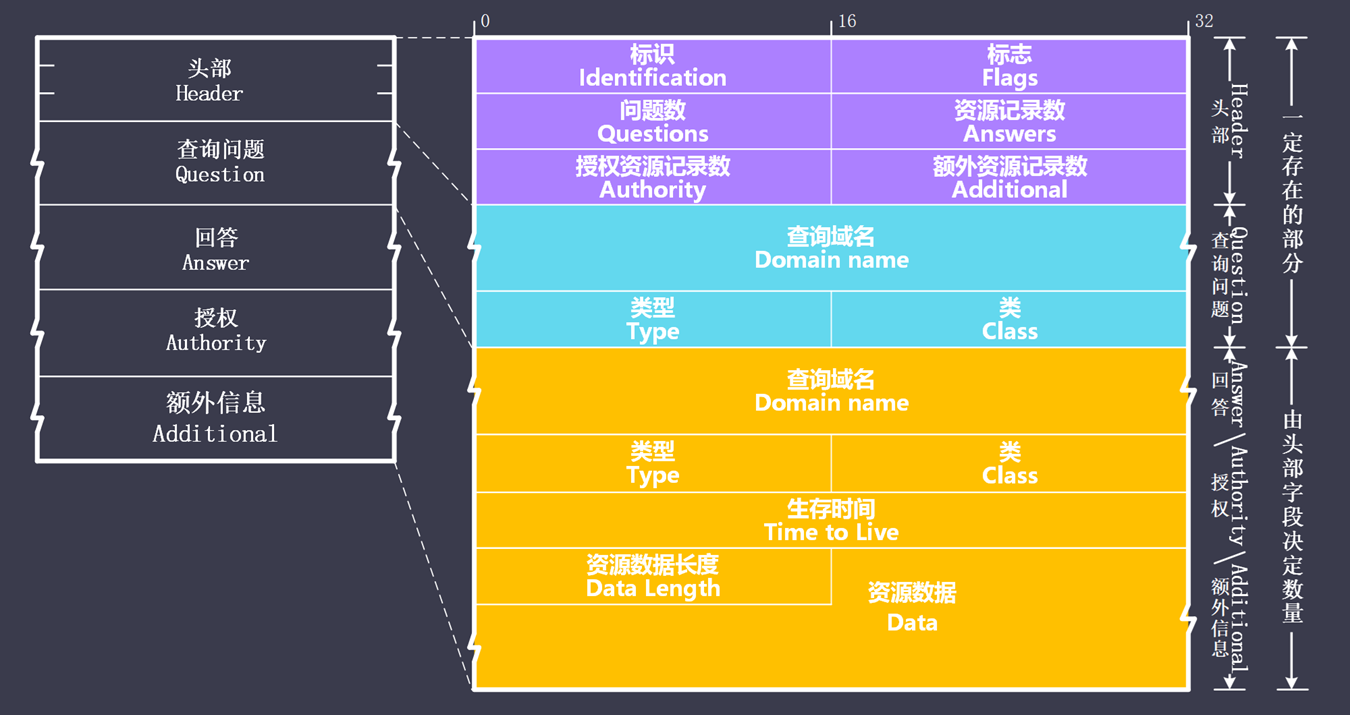 0
16
32
头部
Header
查询问题
Question
回答
Answer
授权
Authority
额外信息
Additional
标识
Identification
标志
Flags
问题数
Questions
资源记录数
Answers
授权资源记录数
Authority
额外资源记录数
Additional
查询域名
Domain name
类型
Type
类
Class
查询域名
Domain name
类型
Type
类
Class
生存时间
Time to Live
资源数据长度
Data Length
资源数据
Data
Header
头部
Question
查询问题
Answer\Authority\Additional
回答\授权\额外信息
一定存在的部分
由头部字段决定数量